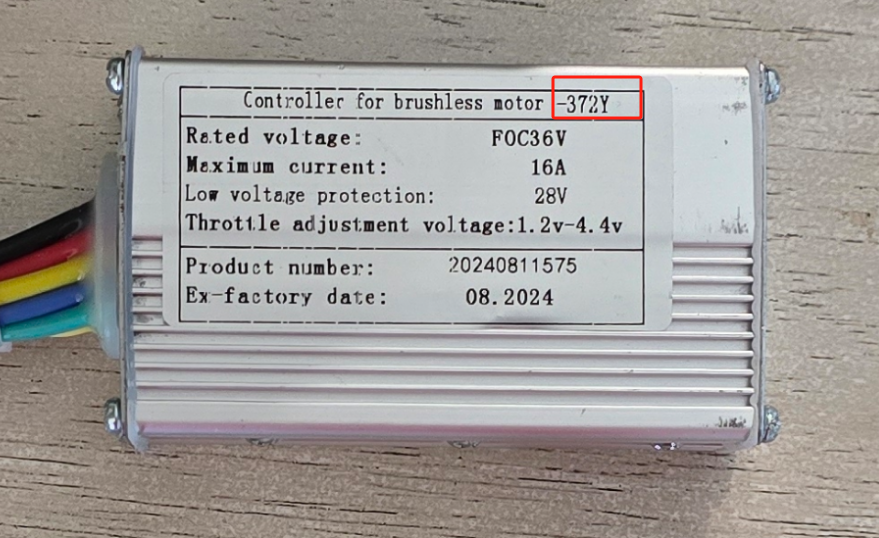 Controller for brushless motor -372Y
Rated voltage: FOC36V
Maximum current: 16A
Low voltage protection: 28V
Throttle adjustment voltage:1.2v-4.4v
Product number: 20240811575
Ex-factory date: 08.2024